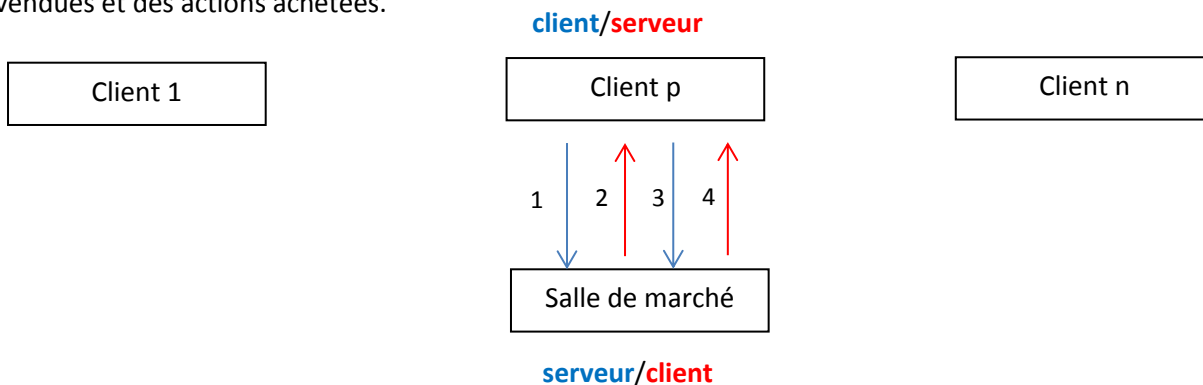 vendues et des actions achetées.
client/serveur
Client 1
Client p
Client n
1 2 3 4
Salle de marché
serveur/client